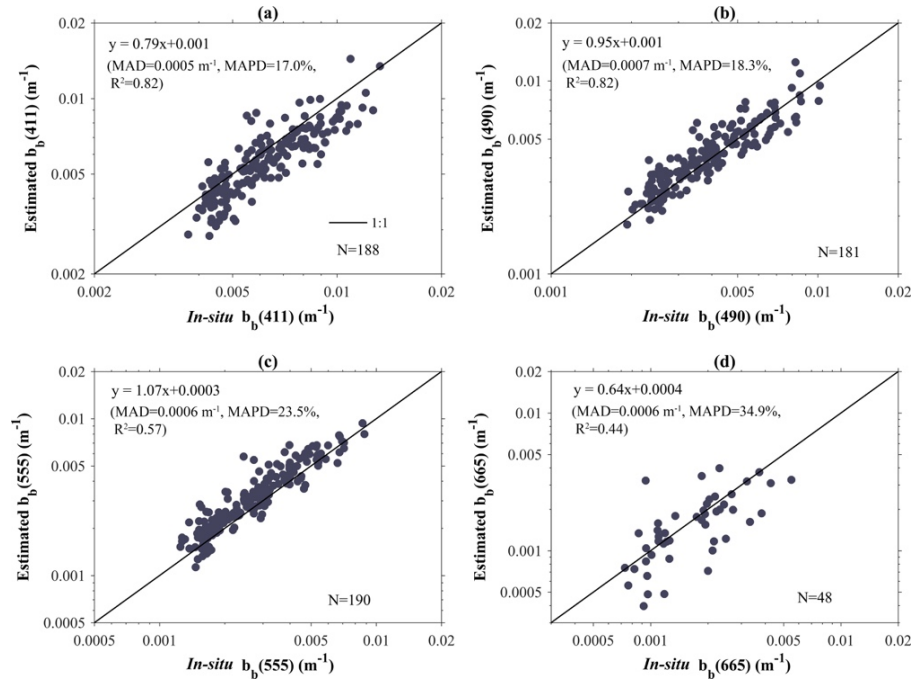 (a)
y = 0.79x+0.001
(MAD=0.0005 m⁻¹, MAPD=17.0%,
R²=0.82)
Estimated b_b(411) (m⁻¹)
0.02
0.01
0.005
0.002
1:1
N=188
0.002 0.005 0.01 0.02
In-situ b_b(411) (m⁻¹)
(b)
y = 0.95x+0.001
(MAD=0.0007 m⁻¹, MAPD=18.3%,
R²=0.82)
Estimated b_b(490) (m⁻¹)
0.02
0.01
0.005
0.001
N=181
0.001 0.005 0.01 0.02
In-situ b_b(490) (m⁻¹)
(c)
y = 1.07x+0.0003
(MAD=0.0006 m⁻¹, MAPD=23.5%,
R²=0.57)
Estimated b_b(555) (m⁻¹)
0.02
0.01
0.005
0.001
0.0005
N=190
0.0005 0.001 0.005 0.01 0.02
In-situ b_b(555) (m⁻¹)
(d)
y = 0.64x+0.0004
(MAD=0.0006 m⁻¹, MAPD=34.9%,
R²=0.44)
Estimated b_b(665) (m⁻¹)
0.02
0.01
0.005
0.001
0.0005
N=48
0.0005 0.001 0.005 0.01 0.02
In-situ b_b(665) (m⁻¹)